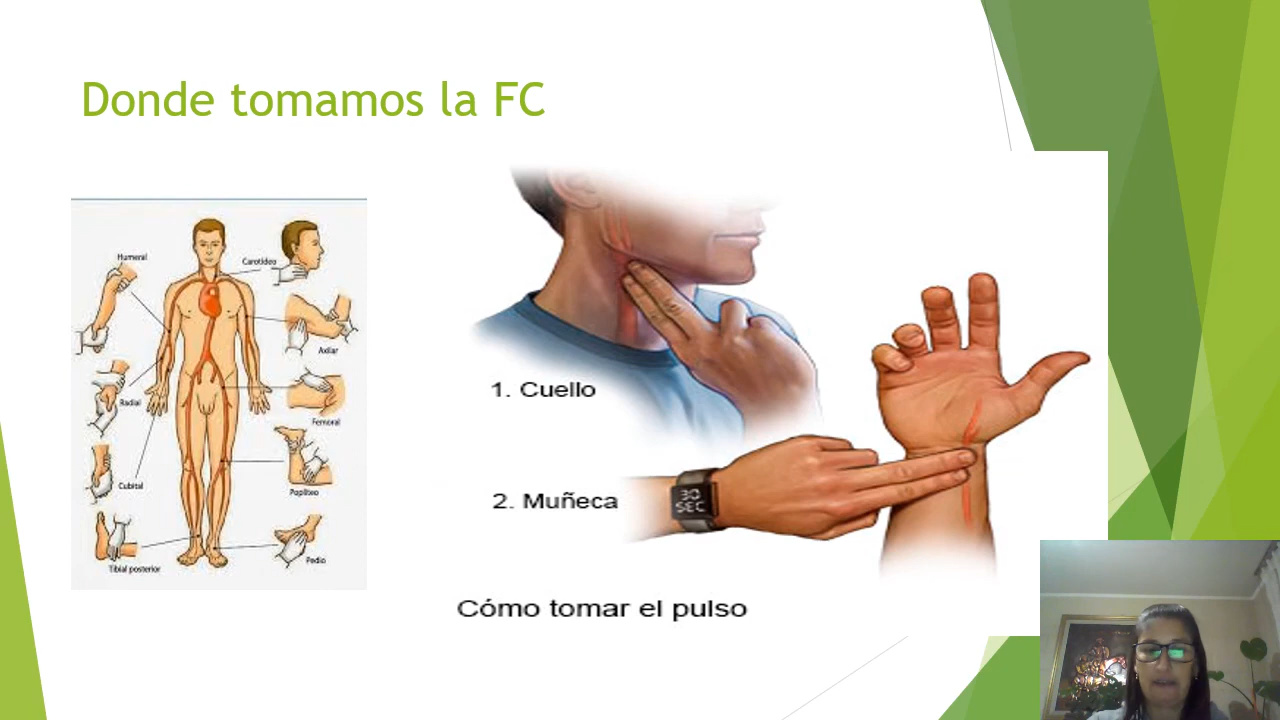 Donde tomamos la FC
Humeral
Carotídeo
Axilar
Radial
Femoral
Cubital
Poplíteo
Tibial posterior
Pedio
1. Cuello
2. Muñeca
30
SEC
Cómo tomar el pulso